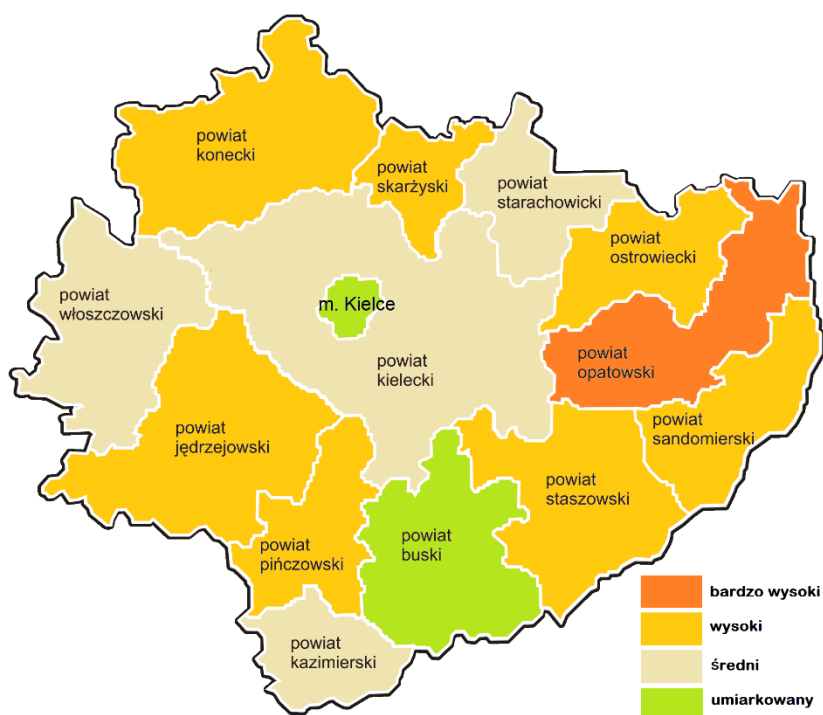 powiat
konecki
powiat
skarżyski
powiat
starachowicki
powiat
ostrowiecki
powiat
włoszczowski
m. Kielce
powiat
kielecki
powiat
opatowski
powiat
sandomierski
powiat
jędrzejowski
powiat
staszowski
powiat
pińczowski
powiat
buski
powiat
kazimierski
bardzo wysoki
wysoki
średni
umiarkowany